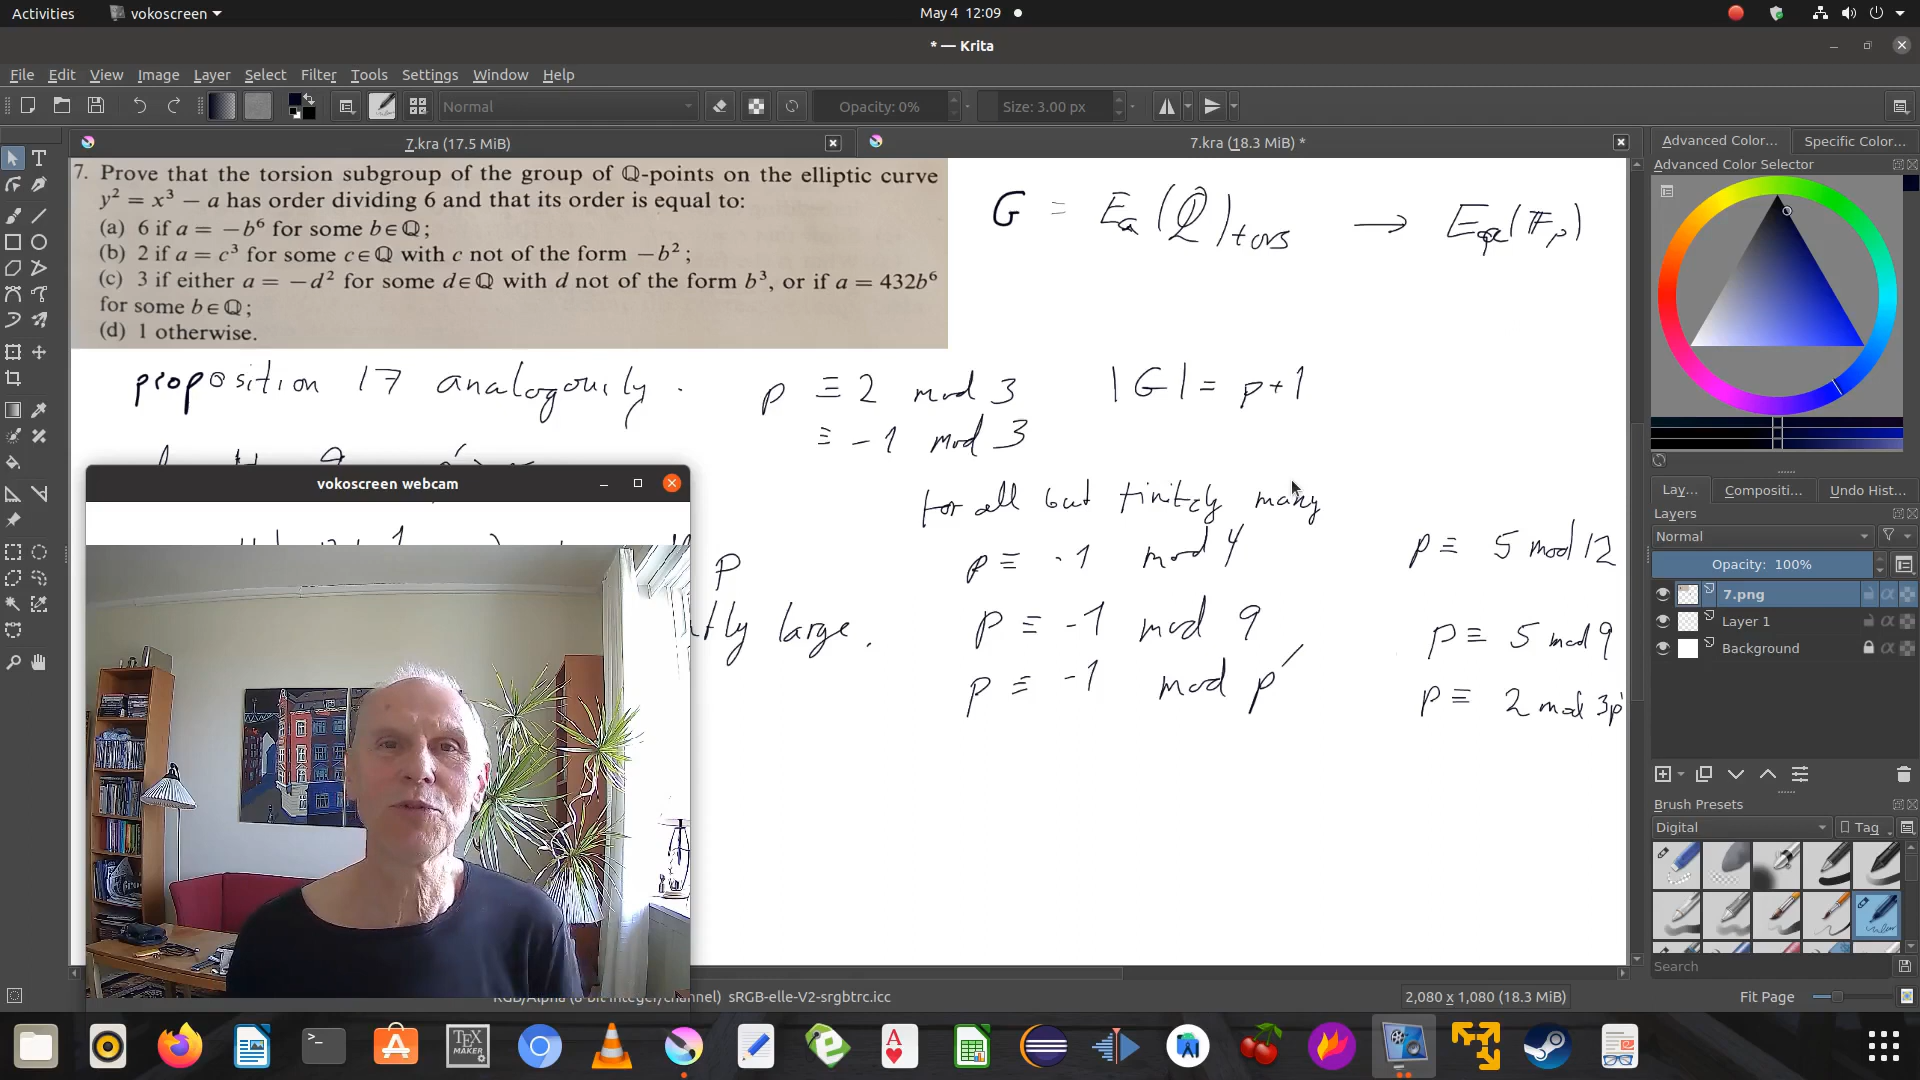 Activities vokoscreen May 4 12:09
* — Krita
File Edit View Image Layer Select Filter Tools Settings Window Help
Normal Opacity: 0% Size: 3.00 px
7.kra (17.5 MiB) 7.kra (18.3 MiB) *
Advanced Color... Specific Color...
Advanced Color Selector
7. Prove that the torsion subgroup of the group of ℚ-points on the elliptic curve
y² = x³ − a has order dividing 6 and that its order is equal to:
(a) 6 if a = −b⁶ for some b∈ℚ;
(b) 2 if a = c³ for some c∈ℚ with c not of the form −b²;
(c) 3 if either a = −d² for some d∈ℚ with d not of the form b³, or if a = 432b⁶
for some b∈ℚ;
(d) 1 otherwise.
G = Eₐ(ℚ)tors →
proposition 17 analogously.
p ≡ 2 mod 3 |G| = p+1
≡ -1 mod 3
for all but finitely many
p ≡ -1 mod 4 p ≡ 5 mod 12
p
p ≡ -1 mod 9 p ≡ 5 mod 9
tly large.
p ≡ -1 mod p′ p ≡ 2 mod 3p′
vokoscreen webcam
Lay... Compositi... Undo Hist...
Layers
Normal
Opacity: 100%
7.png
Layer 1
Background
Brush Presets
Digital Tag
Search
sRGB-elle-V2-srgbtrc.icc 2,080 x 1,080 (18.3 MiB) Fit Page
TEX
MAKER